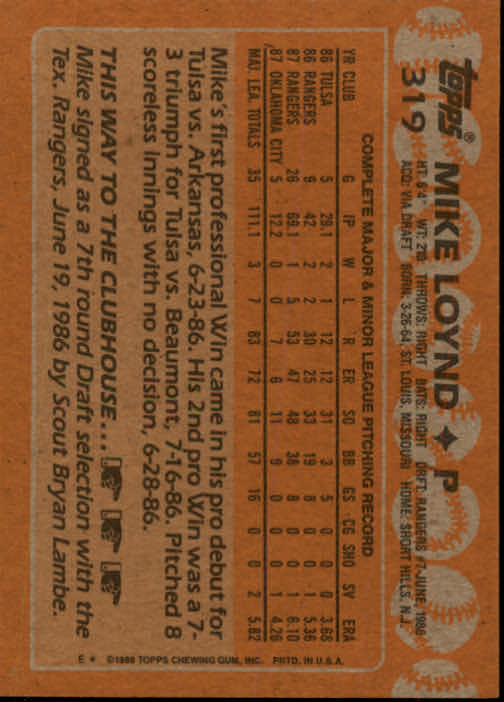 topps®
319
MIKE LOYND ✦ P
HT: 6'4" WT: 210 THROWS: RIGHT BATS: RIGHT DRFT: RANGERS #7-JUNE, 1986
ACQ: VIA DRAFT BORN: 3-26-64, ST. LOUIS, MISSOURI HOME: SHORT HILLS, N.J.
COMPLETE MAJOR & MINOR LEAGUE PITCHING RECORD
YR CLUB G IP W L R ER SO BB GS CG SHO SV ERA
86 TULSA 5 29.1 2 1 12 12 31 3 5 0 0 0 3.68
86 RANGERS 9 42 2 2 30 25 33 19 8 0 0 1 5.36
87 RANGERS 26 69.1 1 5 53 47 48 38 8 0 0 1 6.10
87 OKLAHOMA CITY 5 12.2 0 0 7 6 11 9 0 0 0 1 4.26
MAJ. LEA. TOTALS 35 111.1 3 7 83 72 81 57 16 0 0 2 5.82
Mike's first professional Win came in his pro debut for
Tulsa vs. Arkansas, 6-23-86. His 2nd pro Win was a 7-
3 triumph for Tulsa vs. Beaumont, 7-16-86. Pitched 8
scoreless Innings with no decision, 6-28-86.
THIS WAY TO THE CLUBHOUSE...
Mike signed as a 7th round Draft selection with the
Tex. Rangers, June 19, 1986 by Scout Bryan Lambe.
E * ©1988 TOPPS CHEWING GUM, INC. PRTD. IN U.S.A.